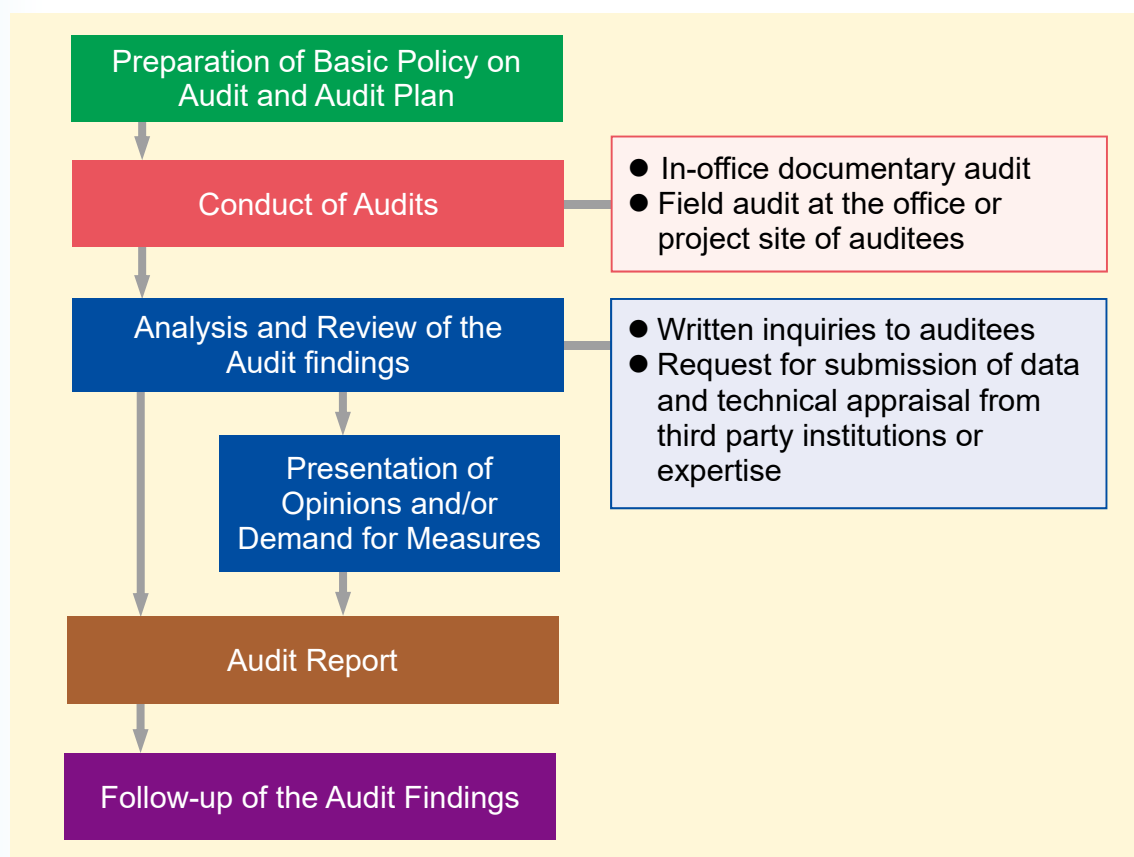 Preparation of Basic Policy on
Audit and Audit Plan
Conduct of Audits
● In-office documentary audit
● Field audit at the office or
project site of auditees
Analysis and Review of the
Audit findings
● Written inquiries to auditees
● Request for submission of data
and technical appraisal from
third party institutions or
expertise
Presentation of
Opinions and/or
Demand for Measures
Audit Report
Follow-up of the Audit Findings